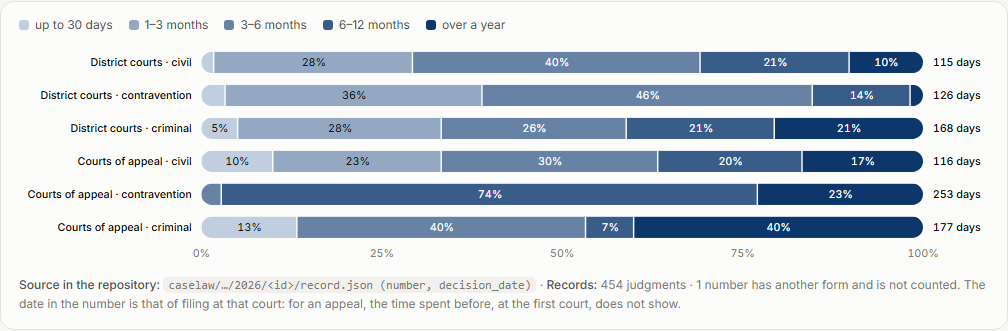 up to 30 days 1–3 months 3–6 months 6–12 months over a year
District courts · civil 28% 40% 21% 10% 115 days
District courts · contravention 36% 46% 14% 126 days
District courts · criminal 5% 28% 26% 21% 21% 168 days
Courts of appeal · civil 10% 23% 30% 20% 17% 116 days
Courts of appeal · contravention 74% 23% 253 days
Courts of appeal · criminal 13% 40% 7% 40% 177 days
0% 25% 50% 75% 100%
Source in the repository: caselaw/…/2026/<id>/record.json (number, decision_date) · Records: 454 judgments · 1 number has another form and is not counted. The
date in the number is that of filing at that court: for an appeal, the time spent before, at the first court, does not show.